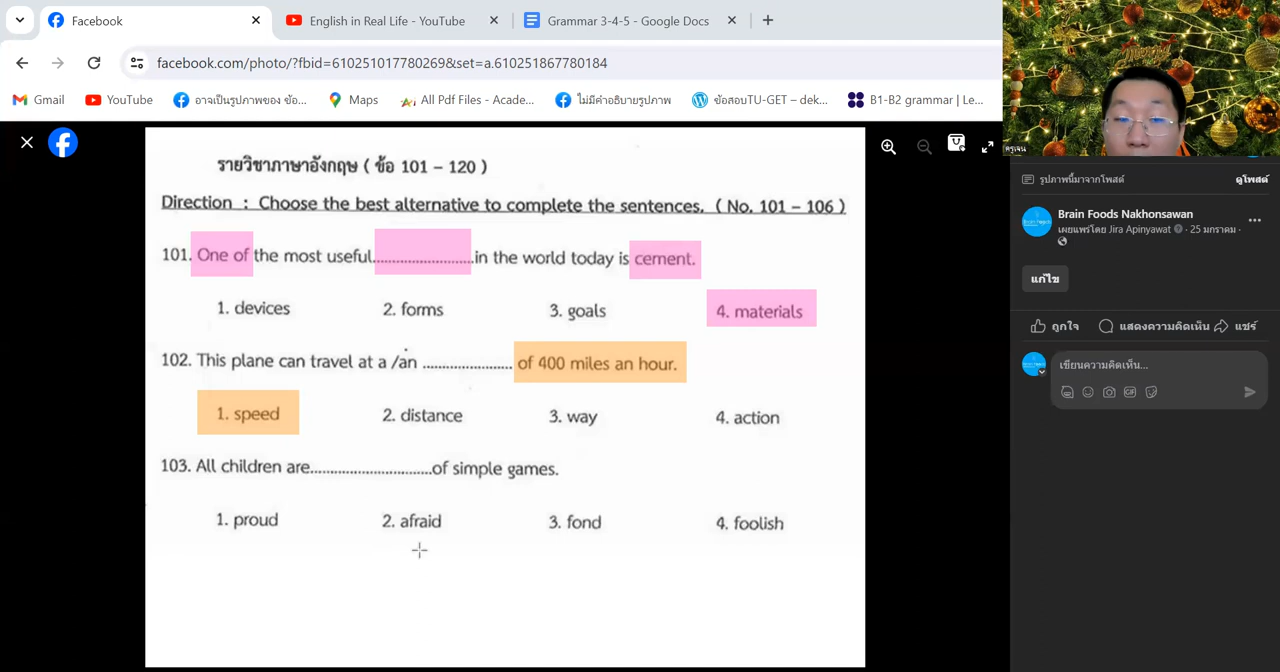 Facebook
English in Real Life - YouTube
Grammar 3-4-5 - Google Docs
facebook.com/photo/?fbid=610251017780269&set=a.610251867780184
Gmail
YouTube
อาจเป็นรูปภาพของ ข้อ...
Maps
All Pdf Files - Acade...
ไม่มีคำอธิบายรูปภาพ
ข้อสอบTU-GET – dek...
B1-B2 grammar | Le...
ครูเจน
รายวิชาภาษาอังกฤษ ( ข้อ 101 – 120 )
Direction : Choose the best alternative to complete the sentences. ( No. 101 – 106 )
101. One of the most useful........................in the world today is cement.
1. devices 2. forms 3. goals 4. materials
102. This plane can travel at a /an ...................... of 400 miles an hour.
1. speed 2. distance 3. way 4. action
103. All children are.............................of simple games.
1. proud 2. afraid 3. fond 4. foolish
รูปภาพนี้มาจากโพสต์
ดูโพสต์
Brain Foods Nakhonsawan
เผยแพร่โดย Jira Apinyawat · 25 มกราคม ·
แก้ไข
ถูกใจ
แสดงความคิดเห็น
แชร์
เขียนความคิดเห็น...